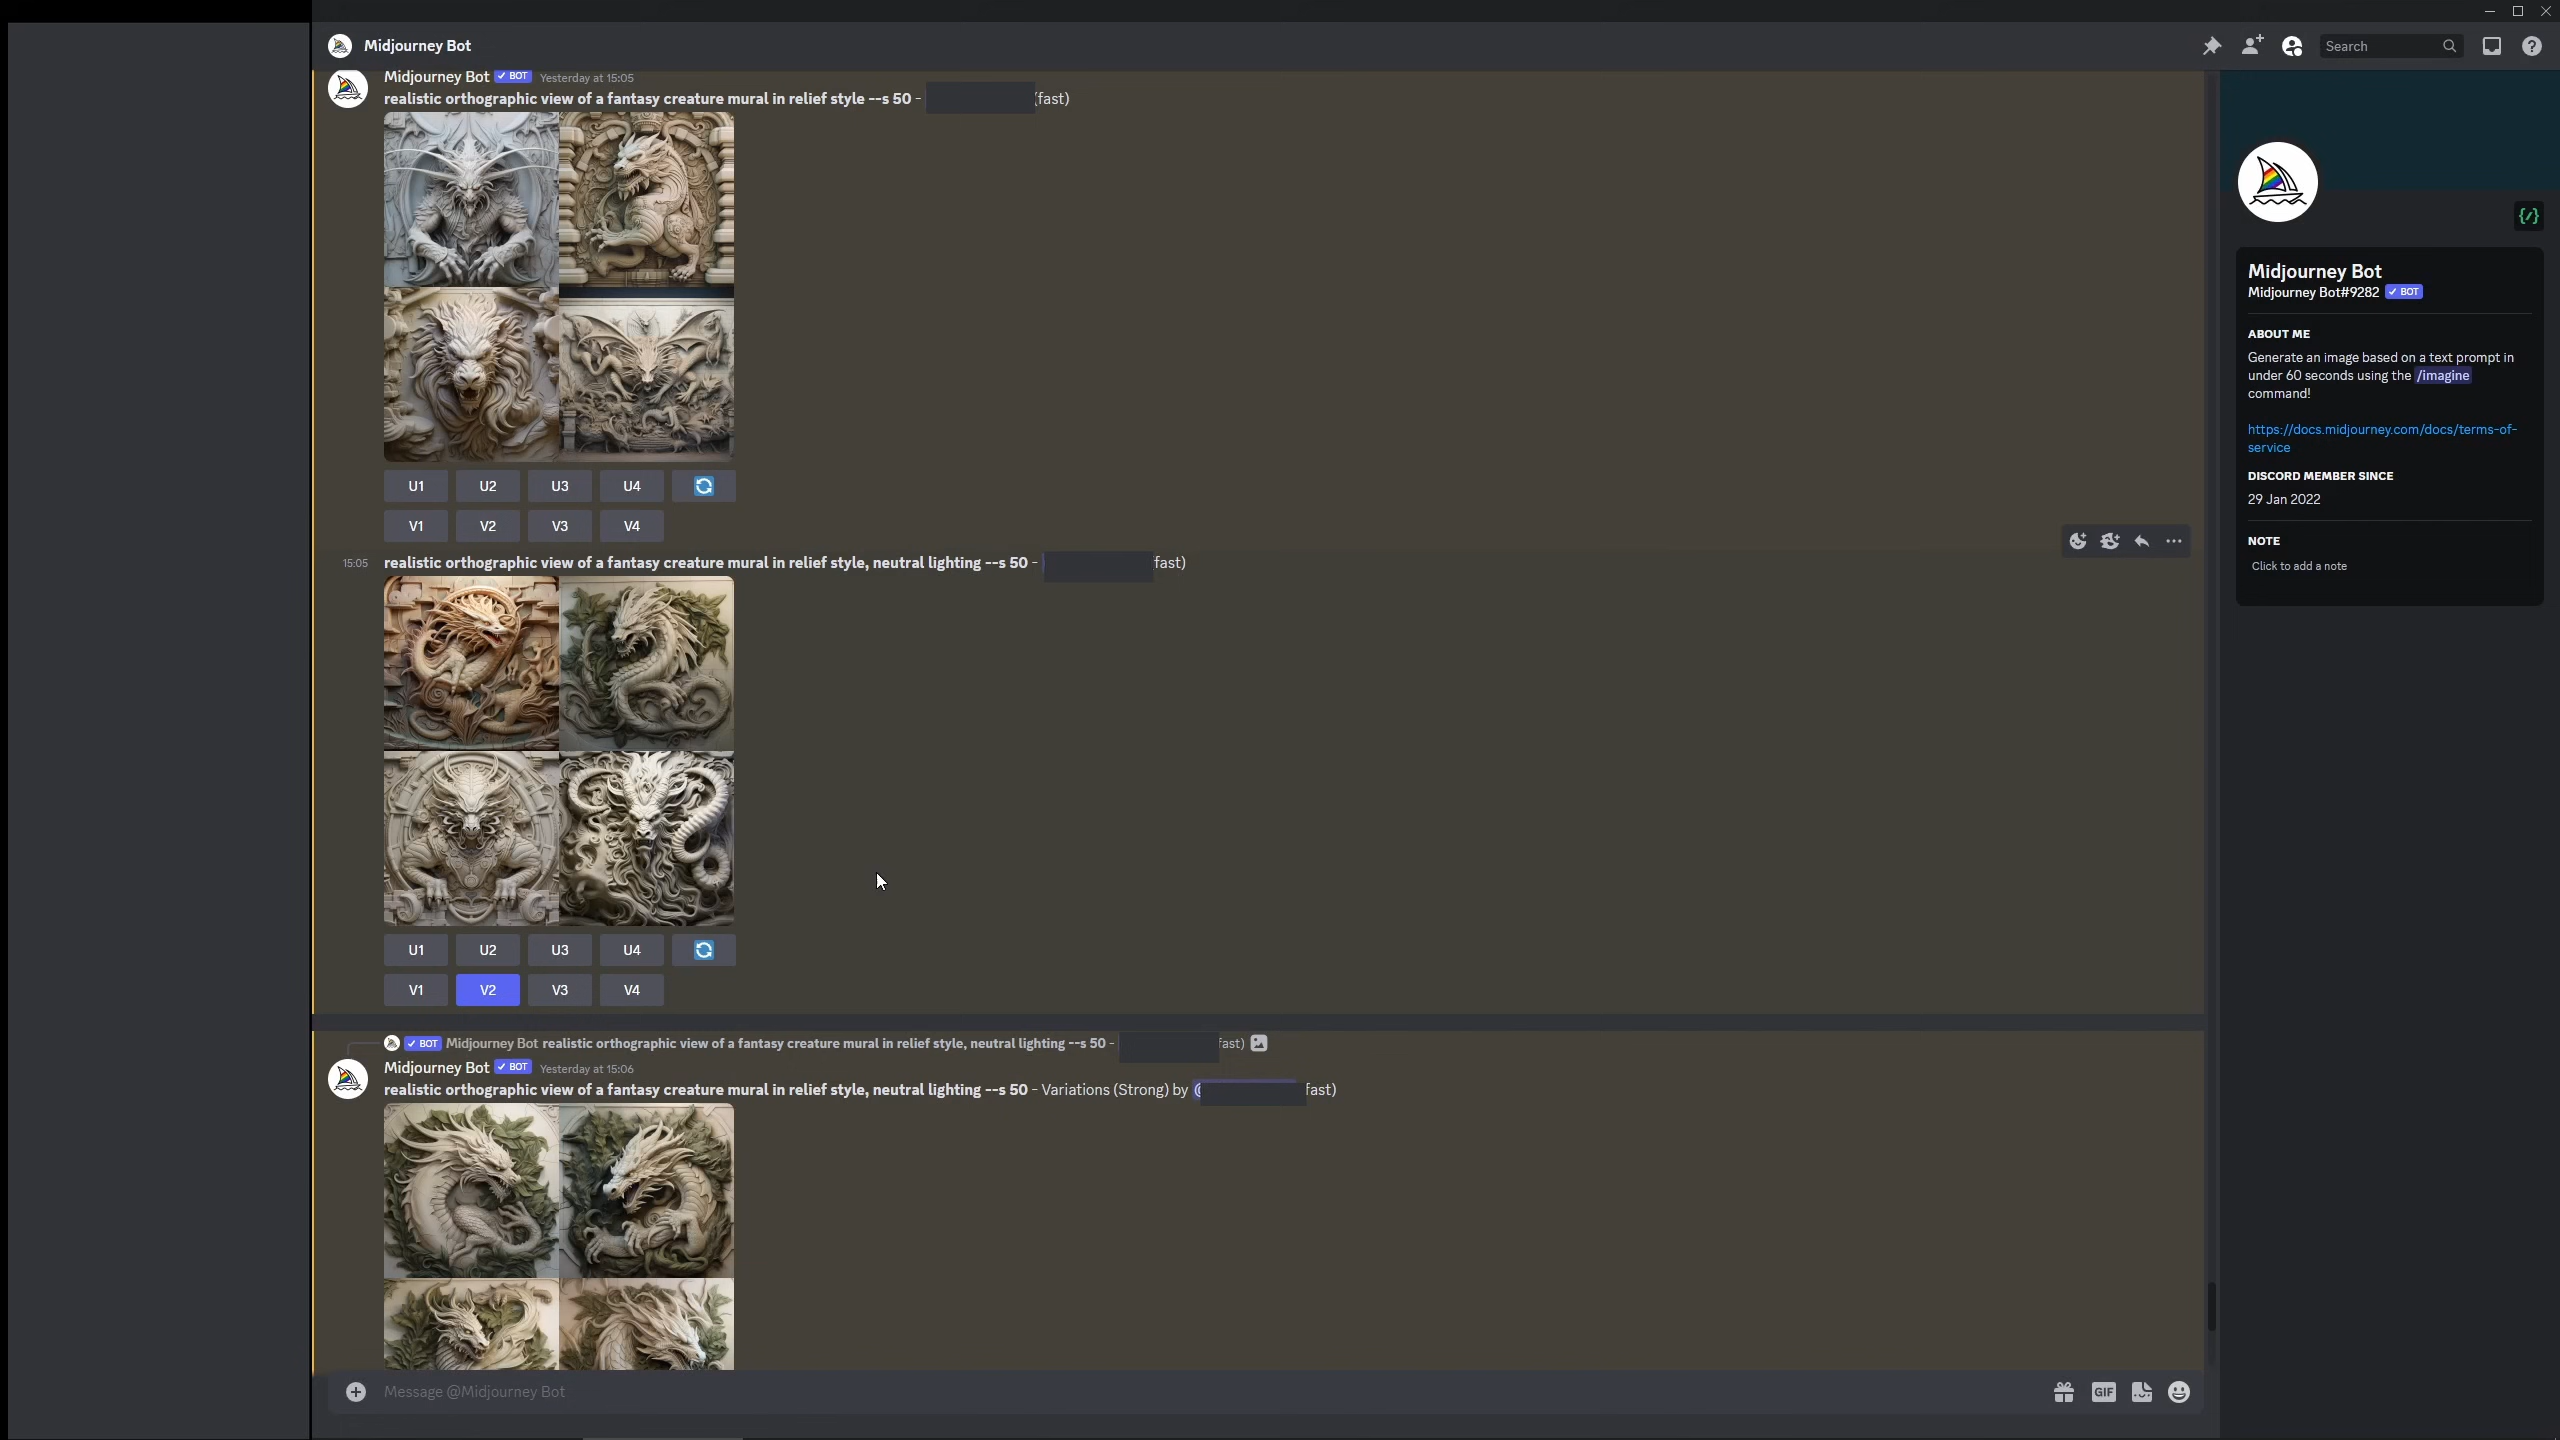 Midjourney Bot
Search
Midjourney Bot ✓ BOT Yesterday at 15:05
realistic orthographic view of a fantasy creature mural in relief style --s 50 - (fast)
U1 U2 U3 U4
V1 V2 V3 V4
15:05 realistic orthographic view of a fantasy creature mural in relief style, neutral lighting --s 50 - fast)
U1 U2 U3 U4
V1 V2 V3 V4
✓ BOT Midjourney Bot realistic orthographic view of a fantasy creature mural in relief style, neutral lighting --s 50 - fast)
Midjourney Bot ✓ BOT Yesterday at 15:06
realistic orthographic view of a fantasy creature mural in relief style, neutral lighting --s 50 - Variations (Strong) by @ fast)
Message @Midjourney Bot
GIF
{/}
Midjourney Bot
Midjourney Bot#9282 ✓ BOT
ABOUT ME
Generate an image based on a text prompt in
under 60 seconds using the /imagine
command!
https://docs.midjourney.com/docs/terms-of-
service
DISCORD MEMBER SINCE
29 Jan 2022
NOTE
Click to add a note